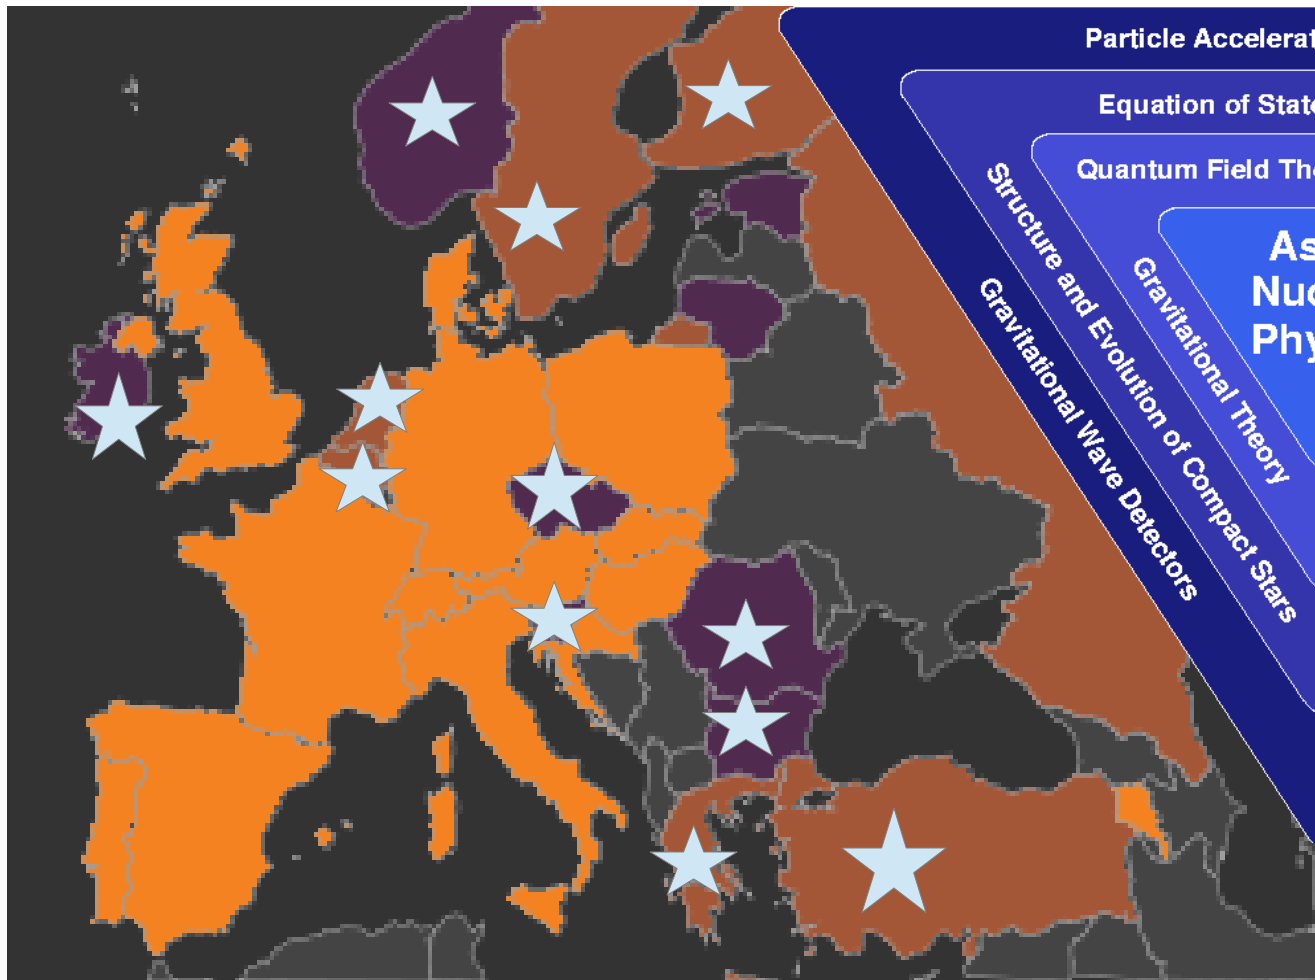 Particle Accelerat
Equation of State
Quantum Field The
As
Nuc
Phy
Gravitational Theory
Structure and Evolution of Compact Stars
Gravitational Wave Detectors